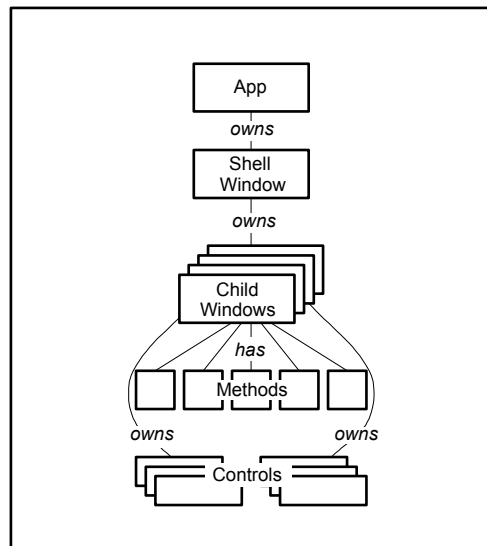 App
owns
Shell
Window
owns
Child
Windows
has
Methods
owns
owns
Controls